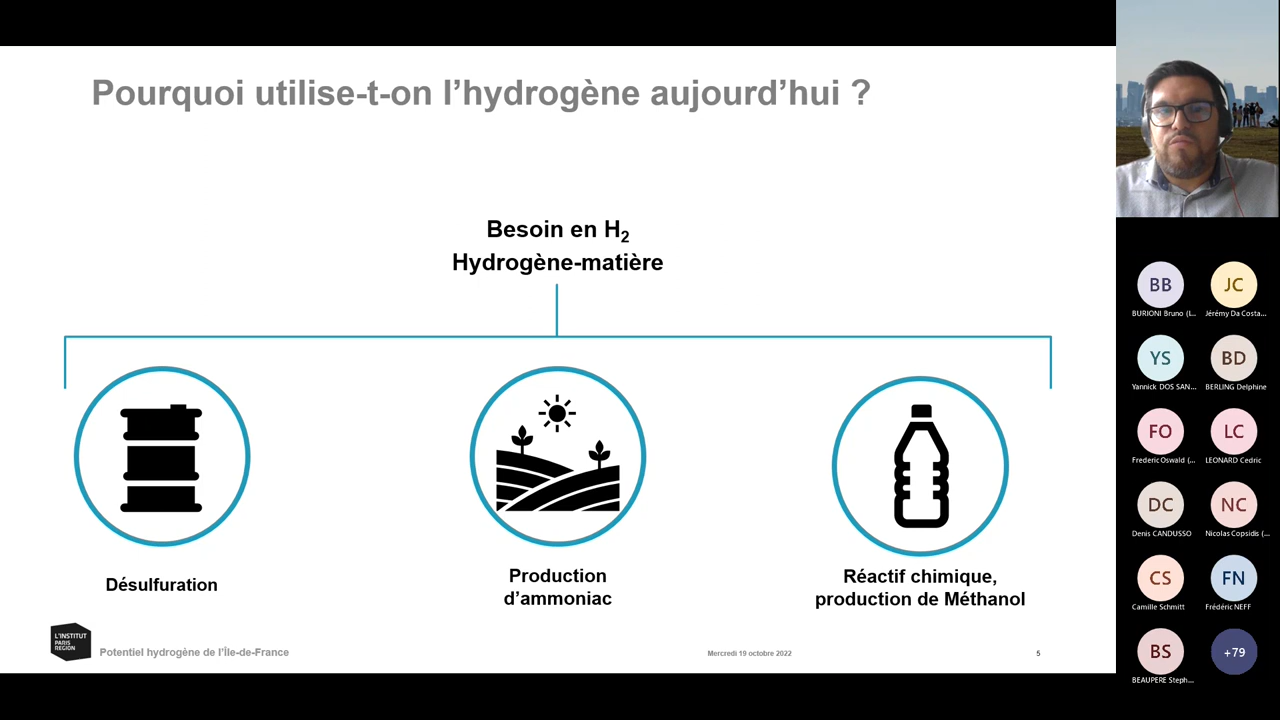 Pourquoi utilise-t-on l'hydrogène aujourd'hui ?
Besoin en H₂
Hydrogène-matière
Désulfuration
Production
d'ammoniac
Réactif chimique,
production de Méthanol
L'INSTITUT
PARIS
REGION
Potentiel hydrogène de l'Île-de-France
Mercredi 19 octobre 2022
5
BB
JC
BURIONI Bruno (L...
Jérémy Da Costa...
YS
BD
Yannick DOS SAN...
BERLING Delphine
FO
LC
Frederic Oswald (...
LEONARD Cedric
DC
NC
Denis CANDUSSO
Nicolas Copsidis (...
CS
FN
Camille Schmitt
Frédéric NEFF
BS
+79
BEAUPERE Steph...